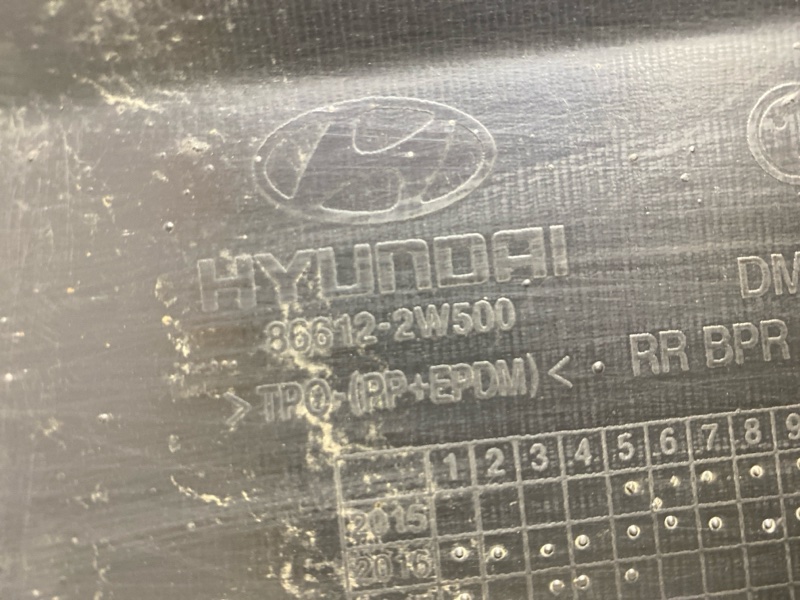 HYUNDAI
DM
86612-2W500
>TPO-(PP+EPDM)<
RR BPR
1 2 3 4 5 6 7 8 9
2015
2016